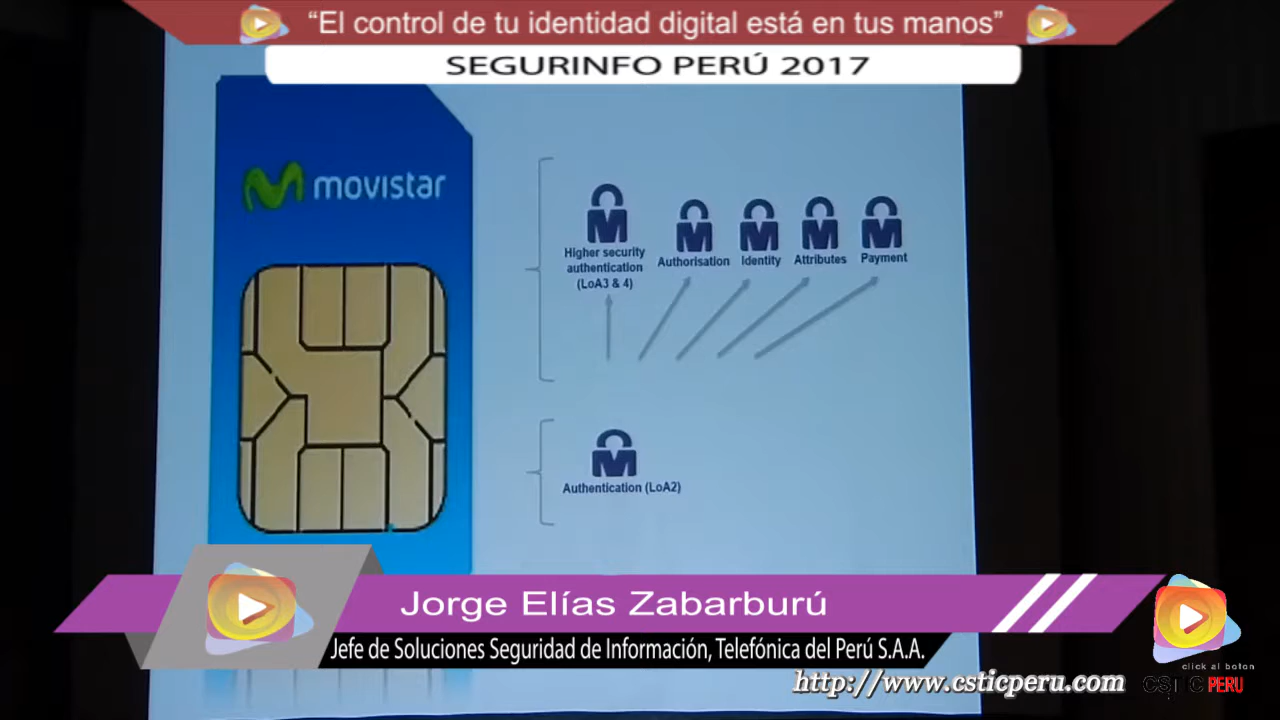 “El control de tu identidad digital está en tus manos”
SEGURINFO PERÚ 2017
movistar
Higher security
authentication
(LoA3 & 4)
Authorisation
Identity
Attributes
Payment
Authentication (LoA2)
Jorge Elías Zabarburú
Jefe de Soluciones Seguridad de Información, Telefónica del Perú S.A.A.
http://www.csticperu.com
click al boton
CSTIC PERU